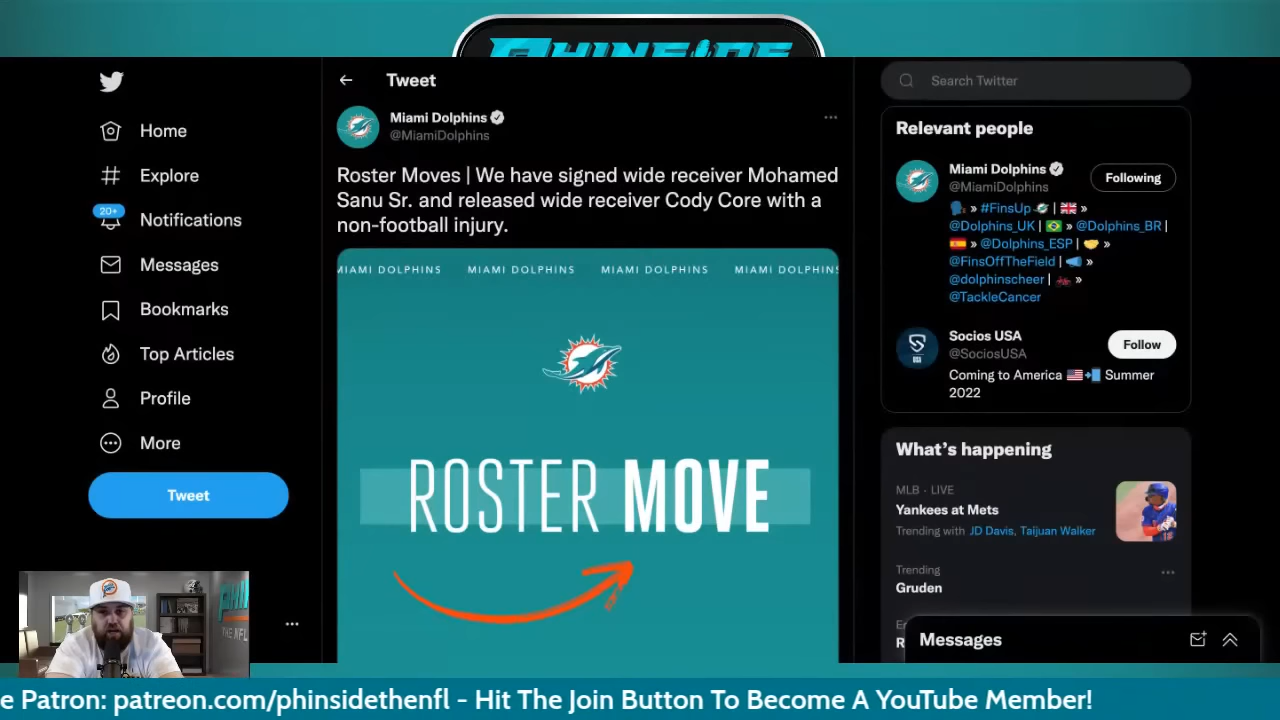 PHINSIDE
Home
Explore
20+
Notifications
Messages
Bookmarks
Top Articles
Profile
More
Tweet
Tweet
Miami Dolphins
@MiamiDolphins
Roster Moves | We have signed wide receiver Mohamed
Sanu Sr. and released wide receiver Cody Core with a
non-football injury.
MIAMI DOLPHINS MIAMI DOLPHINS MIAMI DOLPHINS MIAMI DOLPHINS
ROSTER MOVE
Search Twitter
Relevant people
Miami Dolphins
@MiamiDolphins
Following
🗣 » #FinsUp | 🇬🇧 »
@Dolphins_UK | 🇧🇷 » @Dolphins_BR |
🇪🇸 » @Dolphins_ESP | 🤝 »
@FinsOffTheField | 📣 »
@dolphinscheer | »
@TackleCancer
Socios USA
@SociosUSA
Follow
Coming to America 🇺🇸📲 Summer
2022
What's happening
MLB · LIVE
Yankees at Mets
Trending with JD Davis, Taijuan Walker
Trending
Gruden
Messages
THE NFL
e Patron: patreon.com/phinsidethenfl - Hit The Join Button To Become A YouTube Member!